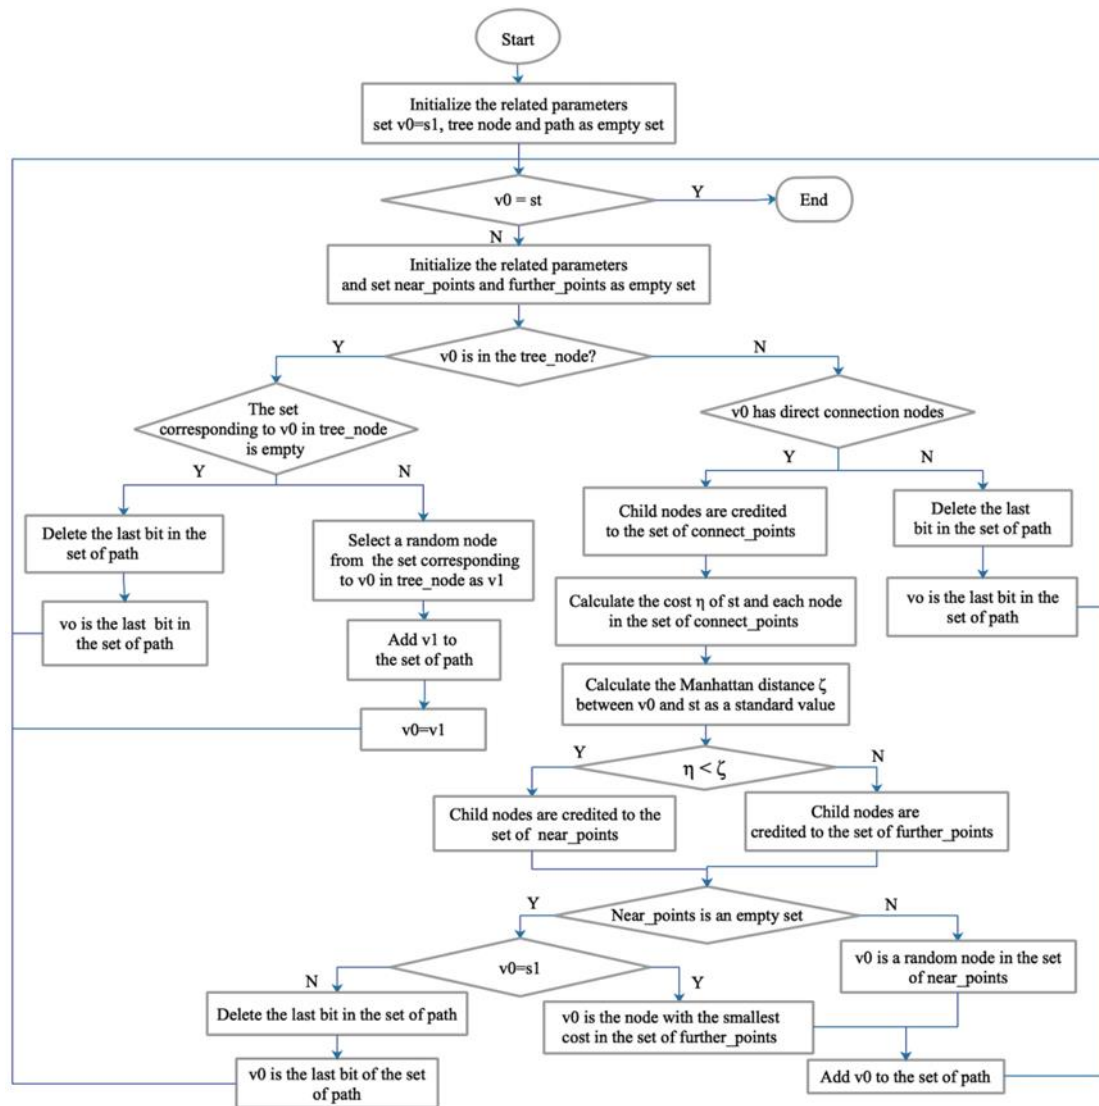 Start
Initialize the related parameters
set v0=s1, tree node and path as empty set
v0 = st
Y
End
N
Initialize the related parameters
and set near_points and further_points as empty set
v0 is in the tree_node?
Y
N
The set
corresponding to v0 in tree_node
is empty
v0 has direct connection nodes
Y
N
Y
N
Delete the last bit in the
set of path
Select a random node
from the set corresponding
to v0 in tree_node as v1
Child nodes are credited
to the set of connect_points
Delete the last
bit in the set of path
vo is the last bit in
the set of path
Add v1 to
the set of path
v0=v1
Calculate the cost η of st and each node
in the set of connect_points
vo is the last bit in the
set of path
Calculate the Manhattan distance ζ
between v0 and st as a standard value
Y
η < ζ
N
Child nodes are credited to the
set of near_points
Child nodes are
credited to the set of further_points
Y
Near_points is an empty set
N
v0=s1
v0 is a random node in the set
of near_points
N
Y
Delete the last bit in the set of path
v0 is the node with the smallest
cost in the set of further_points
v0 is the last bit of the set
of path
Add v0 to the set of path